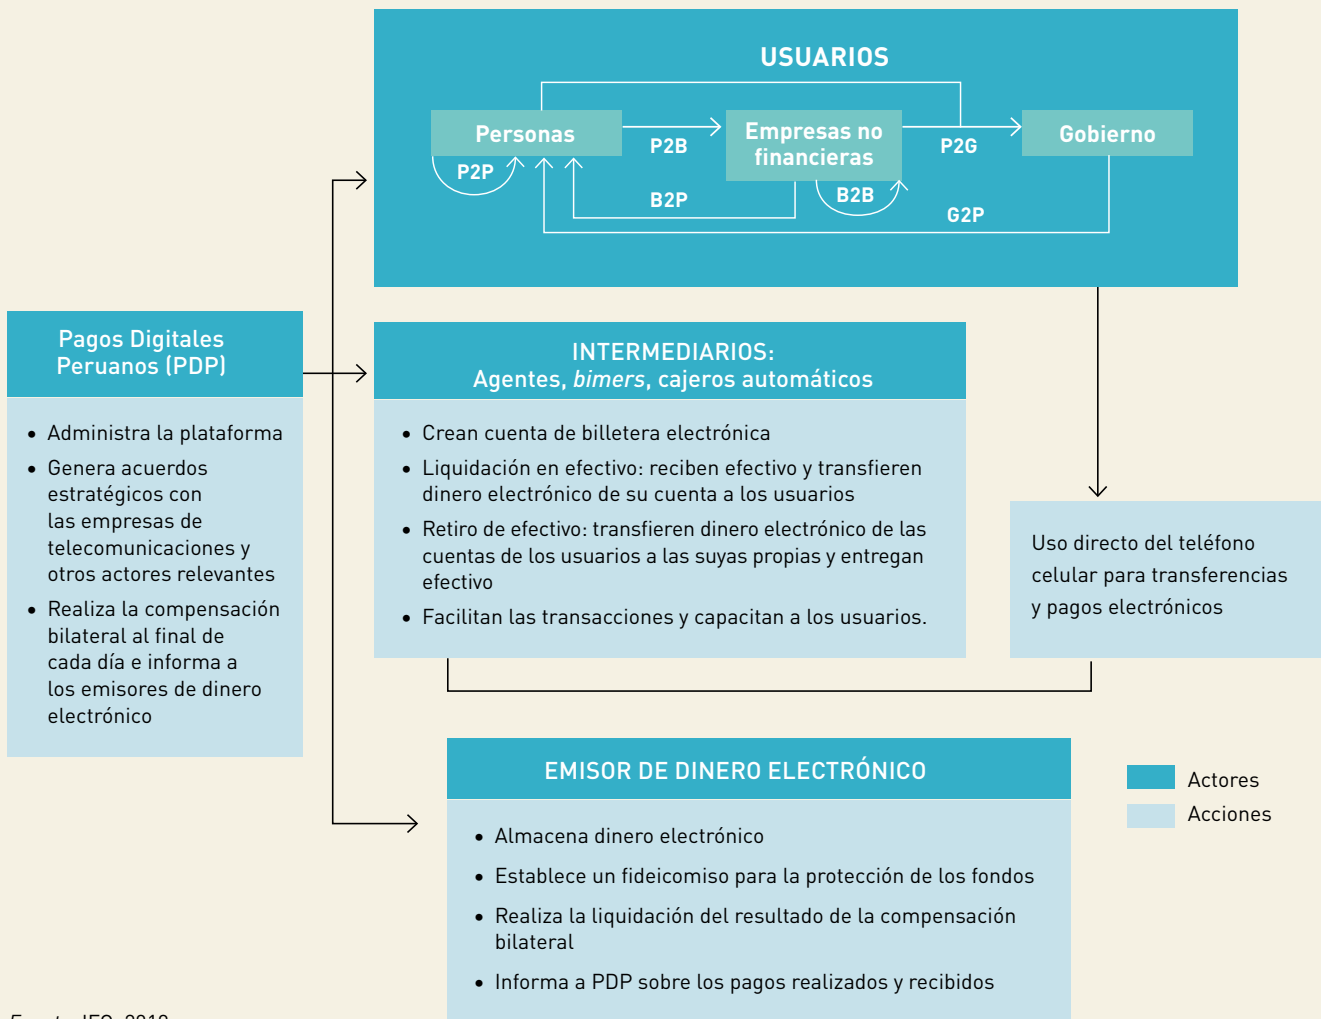 USUARIOS
Personas
P2B
Empresas no
financieras
P2G
Gobierno
P2P
B2P
B2B
G2P
Pagos Digitales
Peruanos (PDP)
• Administra la plataforma
• Genera acuerdos
estratégicos con
las empresas de
telecomunicaciones y
otros actores relevantes
• Realiza la compensación
bilateral al final de
cada día e informa a
los emisores de dinero
electrónico
INTERMEDIARIOS:
Agentes, bimers, cajeros automáticos
• Crean cuenta de billetera electrónica
• Liquidación en efectivo: reciben efectivo y transfieren
dinero electrónico de su cuenta a los usuarios
• Retiro de efectivo: transfieren dinero electrónico de las
cuentas de los usuarios a las suyas propias y entregan
efectivo
• Facilitan las transacciones y capacitan a los usuarios.
Uso directo del teléfono
celular para transferencias
y pagos electrónicos
EMISOR DE DINERO ELECTRÓNICO
• Almacena dinero electrónico
• Establece un fideicomiso para la protección de los fondos
• Realiza la liquidación del resultado de la compensación
bilateral
• Informa a PDP sobre los pagos realizados y recibidos
Actores
Acciones